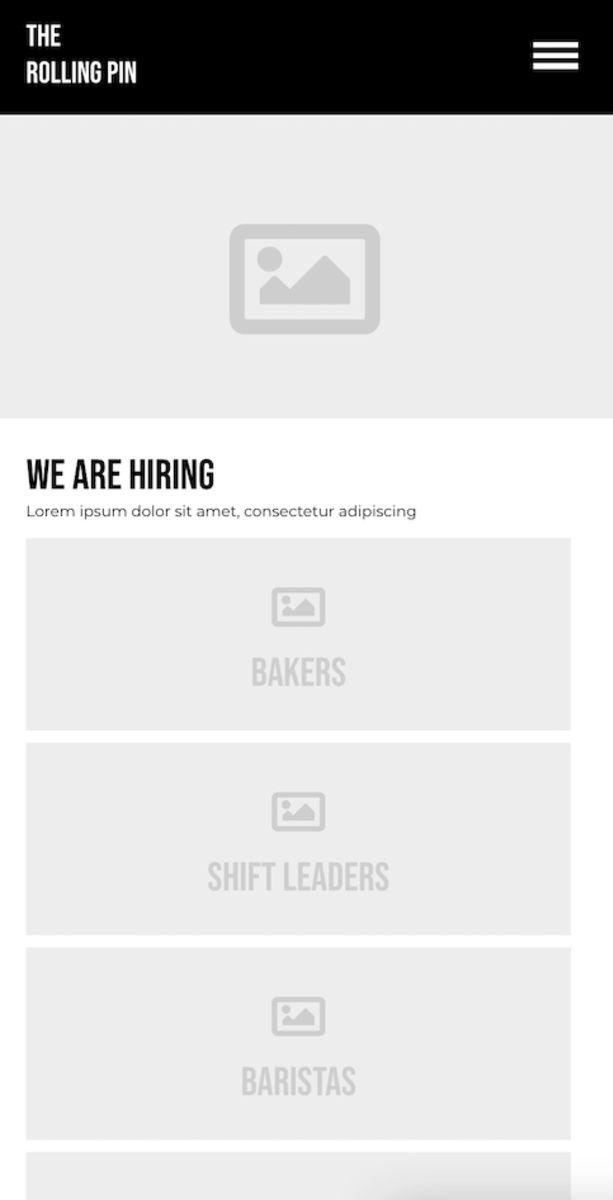 THE
ROLLING PIN
WE ARE HIRING
Lorem ipsum dolor sit amet, consectetur adipiscing
BAKERS
SHIFT LEADERS
BARISTAS